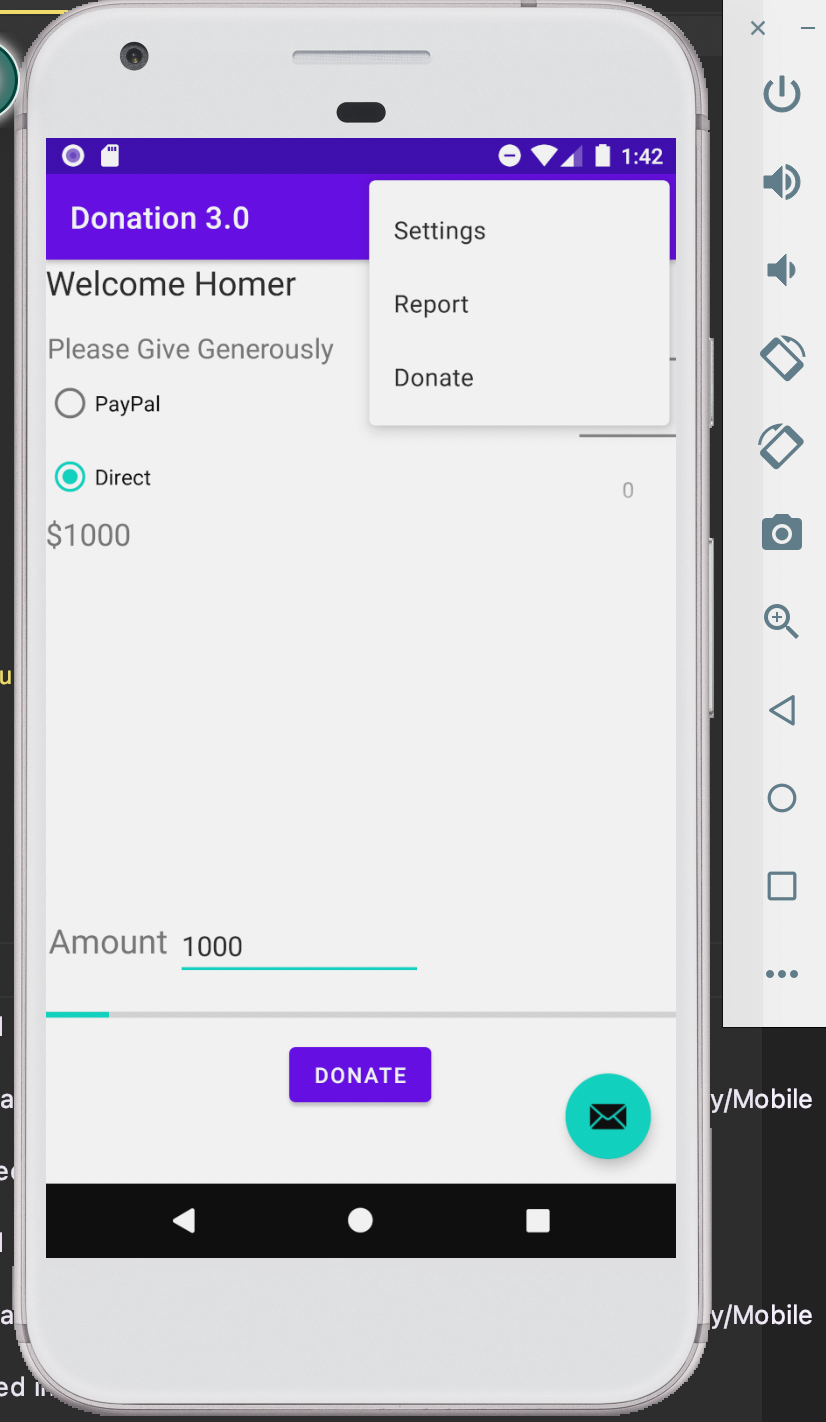 1:42
Donation 3.0
Settings
Welcome Homer
Report
Please Give Generously
Donate
PayPal
Direct
0
$1000
Amount 1000
DONATE
y/Mobile
y/Mobile